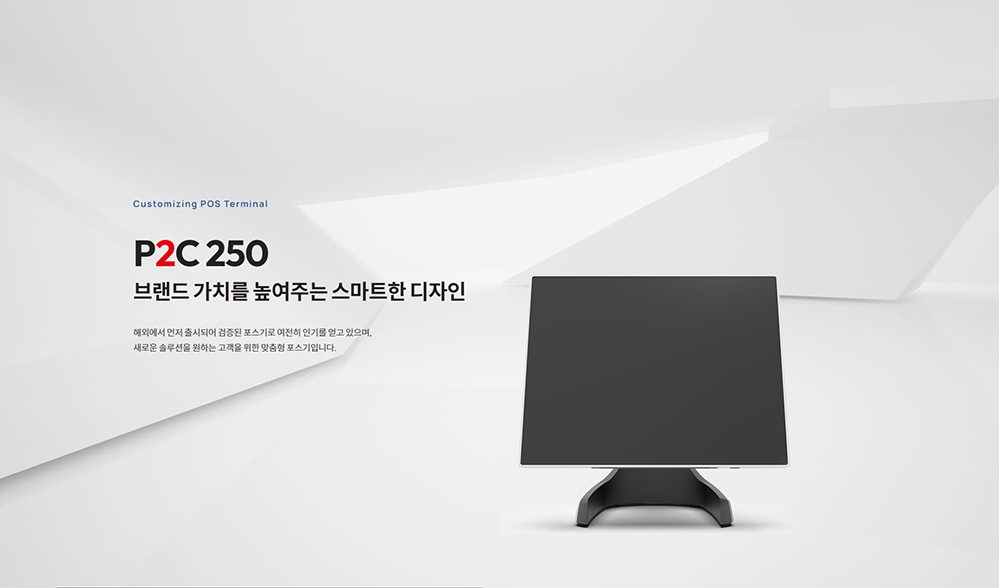 Customizing POS Terminal
P2C 250
브랜드 가치를 높여주는 스마트한 디자인
해외에서 먼저 출시되어 검증된 포스기로 여전히 인기를 얻고 있으며,
새로운 솔루션을 원하는 고객을 위한 맞춤형 포스기입니다.